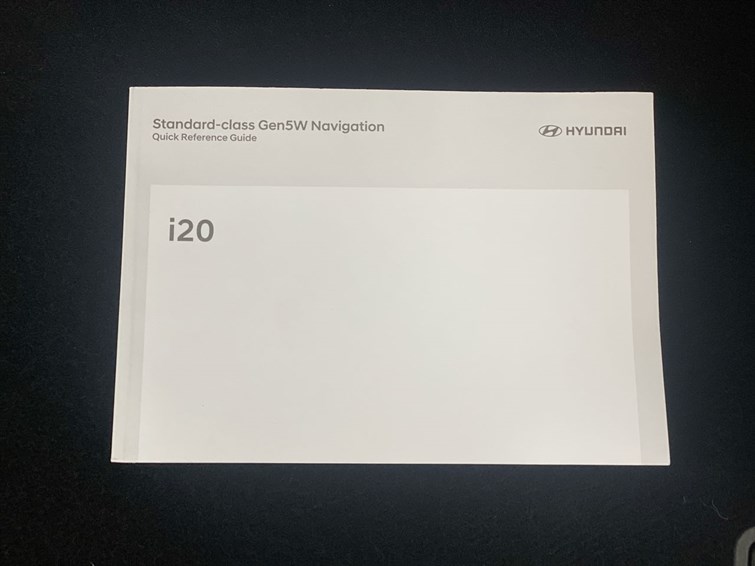 Standard-class Gen5W Navigation
Quick Reference Guide
HYUNDAI
i20